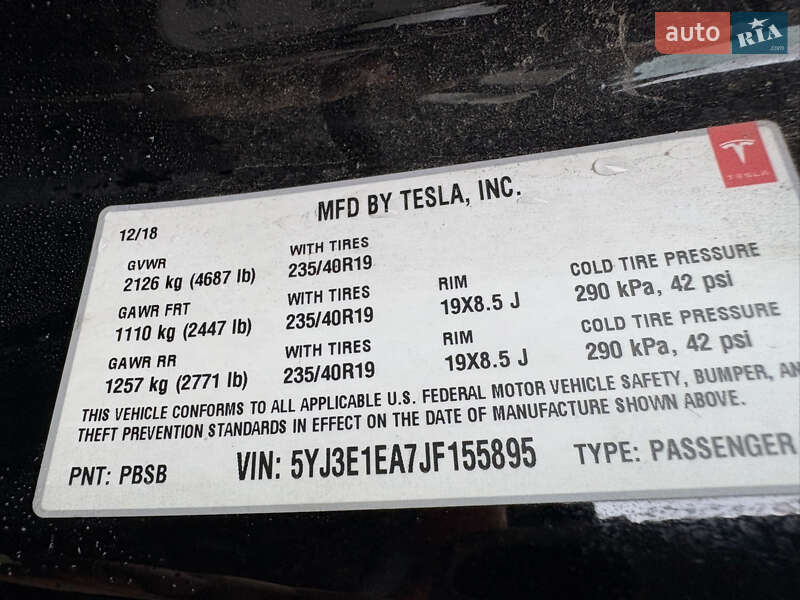 auto RIA.com
TESLA
MFD BY TESLA, INC.
12/18
GVWR WITH TIRES
2126 kg (4687 lb) 235/40R19
GAWR FRT WITH TIRES RIM COLD TIRE PRESSURE
1110 kg (2447 lb) 235/40R19 19X8.5 J 290 kPa, 42 psi
GAWR RR WITH TIRES RIM COLD TIRE PRESSURE
1257 kg (2771 lb) 235/40R19 19X8.5 J 290 kPa, 42 psi
THIS VEHICLE CONFORMS TO ALL APPLICABLE U.S. FEDERAL MOTOR VEHICLE SAFETY, BUMPER, AN
THEFT PREVENTION STANDARDS IN EFFECT ON THE DATE OF MANUFACTURE SHOWN ABOVE.
PNT: PBSB VIN: 5YJ3E1EA7JF155895 TYPE: PASSENGER